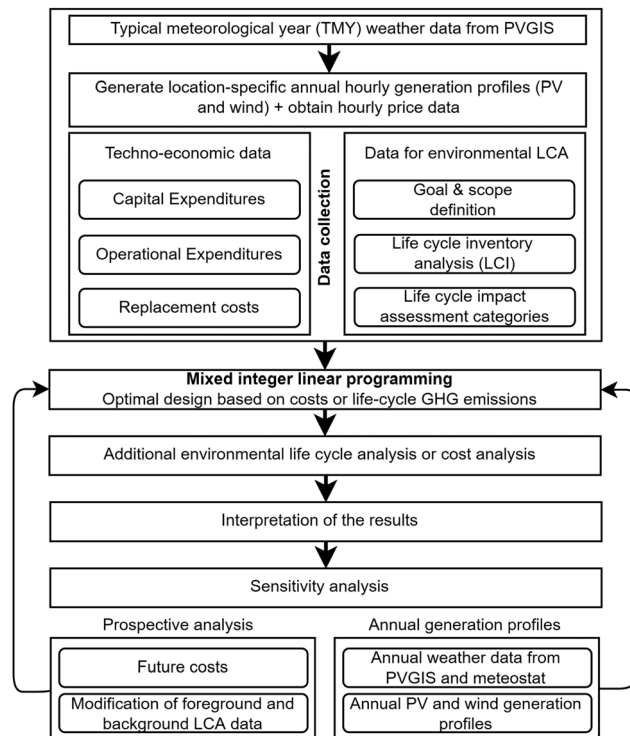 Typical meteorological year (TMY) weather data from PVGIS
Generate location-specific annual hourly generation profiles (PV
and wind) + obtain hourly price data
Techno-economic data
Capital Expenditures
Operational Expenditures
Replacement costs
Data collection
Data for environmental LCA
Goal & scope
definition
Life cycle inventory
analysis (LCI)
Life cycle impact
assessment categories
Mixed integer linear programming
Optimal design based on costs or life-cycle GHG emissions
Additional environmental life cycle analysis or cost analysis
Interpretation of the results
Sensitivity analysis
Prospective analysis
Future costs
Modification of foreground and
background LCA data
Annual generation profiles
Annual weather data from
PVGIS and meteostat
Annual PV and wind generation
profiles